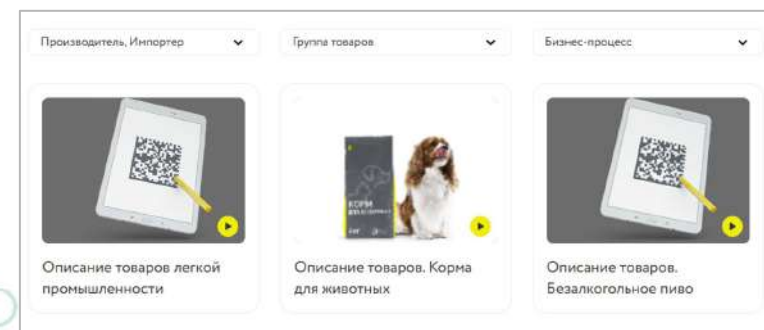 Производитель, Импортер
Группа товаров
Бизнес-процесс
КОРМ
Описание товаров легкой
промышленности
Описание товаров. Корма
для животных
Описание товаров.
Безалкогольное пиво